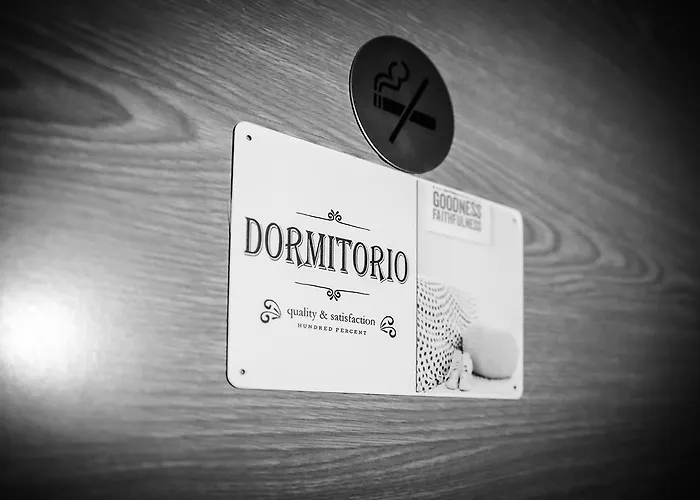 DORMITORIO
quality & satisfaction
HUNDRED PERCENT
GOODNESS
FAITHFULNESS